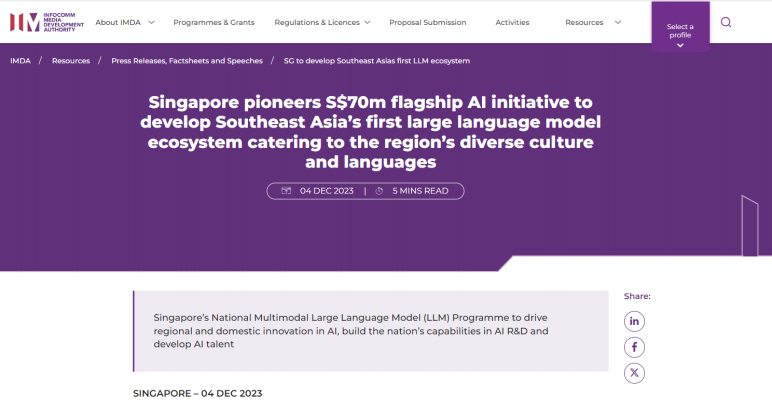 INFOCOMM
MEDIA
DEVELOPMENT
AUTHORITY
About IMDA
Programmes & Grants
Regulations & Licences
Proposal Submission
Activities
Resources
Select a
profile
IMDA / Resources / Press Releases, Factsheets and Speeches / SG to develop Southeast Asias first LLM ecosystem
Singapore pioneers S$70m flagship AI initiative to
develop Southeast Asia’s first large language model
ecosystem catering to the region’s diverse culture
and languages
04 DEC 2023 | 5 MINS READ
Share:
Singapore’s National Multimodal Large Language Model (LLM) Programme to drive
regional and domestic innovation in AI, build the nation’s capabilities in AI R&D and
develop AI talent
SINGAPORE – 04 DEC 2023